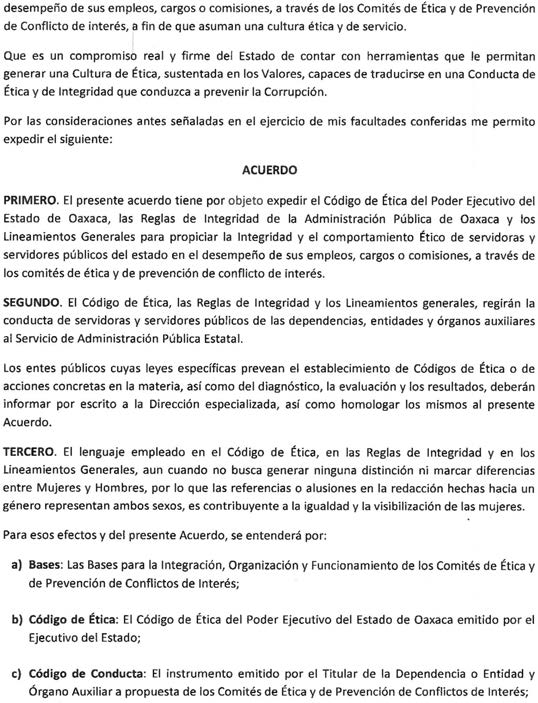 desempeño de sus empleos, cargos o comisiones, a través de los Comités de Ética y de Prevención
de Conflicto de interés, a fin de que asuman una cultura ética y de servicio.
Que es un compromiso real y firme del Estado de contar con herramientas que le permitan
generar una Cultura de Ética, sustentada en los Valores, capaces de traducirse en una Conducta de
Ética y de Integridad que conduzca a prevenir la Corrupción.
Por las consideraciones antes señaladas en el ejercicio de mis facultades conferidas me permito
expedir el siguiente:
ACUERDO
PRIMERO. El presente acuerdo tiene por objeto expedir el Código de Ética del Poder Ejecutivo del
Estado de Oaxaca, las Reglas de Integridad de la Administración Pública de Oaxaca y los
Lineamientos Generales para propiciar la Integridad y el comportamiento Ético de servidoras y
servidores públicos del estado en el desempeño de sus empleos, cargos o comisiones, a través de
los comités de ética y de prevención de conflicto de interés.
SEGUNDO. El Código de Ética, las Reglas de Integridad y los Lineamientos generales, regirán la
conducta de servidoras y servidores públicos de las dependencias, entidades y órganos auxiliares
al Servicio de Administración Pública Estatal.
Los entes públicos cuyas leyes específicas prevean el establecimiento de Códigos de Ética o de
acciones concretas en la materia, así como del diagnóstico, la evaluación y los resultados, deberán
informar por escrito a la Dirección especializada, así como homologar los mismos al presente
Acuerdo.
TERCERO. El lenguaje empleado en el Código de Ética, en las Reglas de Integridad y en los
Lineamientos Generales, aun cuando no busca generar ninguna distinción ni marcar diferencias
entre Mujeres y Hombres, por lo que las referencias o alusiones en la redacción hechas hacia un
género representan ambos sexos, es contribuyente a la igualdad y la visibilización de las mujeres.
Para esos efectos y del presente Acuerdo, se entenderá por:
a) Bases: Las Bases para la Integración, Organización y Funcionamiento de los Comités de Ética y
de Prevención de Conflictos de Interés;
b) Código de Ética: El Código de Ética del Poder Ejecutivo del Estado de Oaxaca emitido por el
Ejecutivo del Estado;
c) Código de Conducta: El instrumento emitido por el Titular de la Dependencia o Entidad y
Órgano Auxiliar a propuesta de los Comités de Ética y de Prevención de Conflictos de Interés;